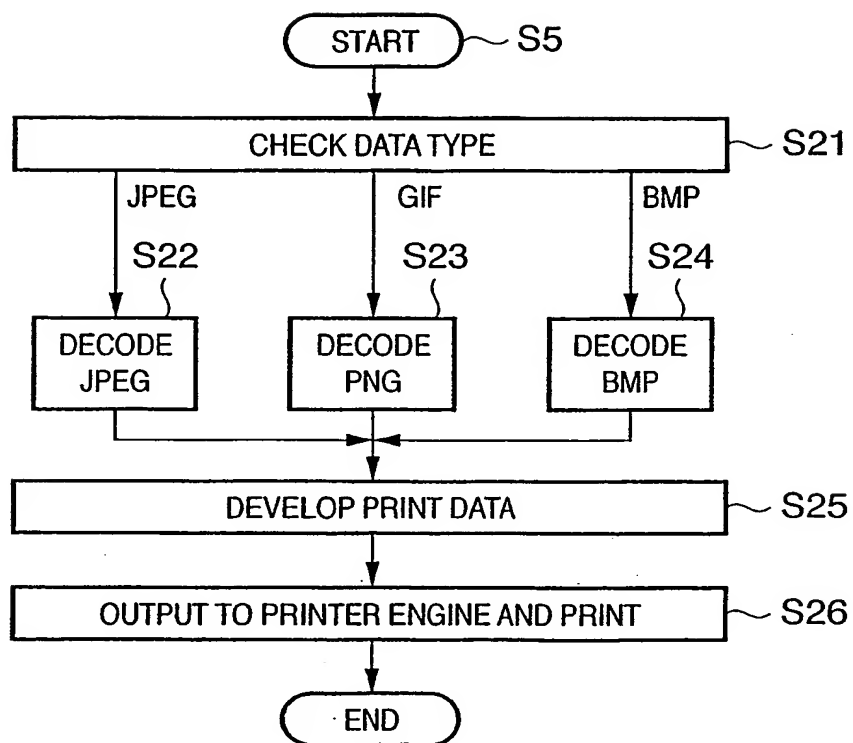 START S5
CHECK DATA TYPE S21
JPEG GIF BMP
S22 S23 S24
DECODE JPEG
DECODE PNG
DECODE BMP
DEVELOP PRINT DATA S25
OUTPUT TO PRINTER ENGINE AND PRINT S26
END